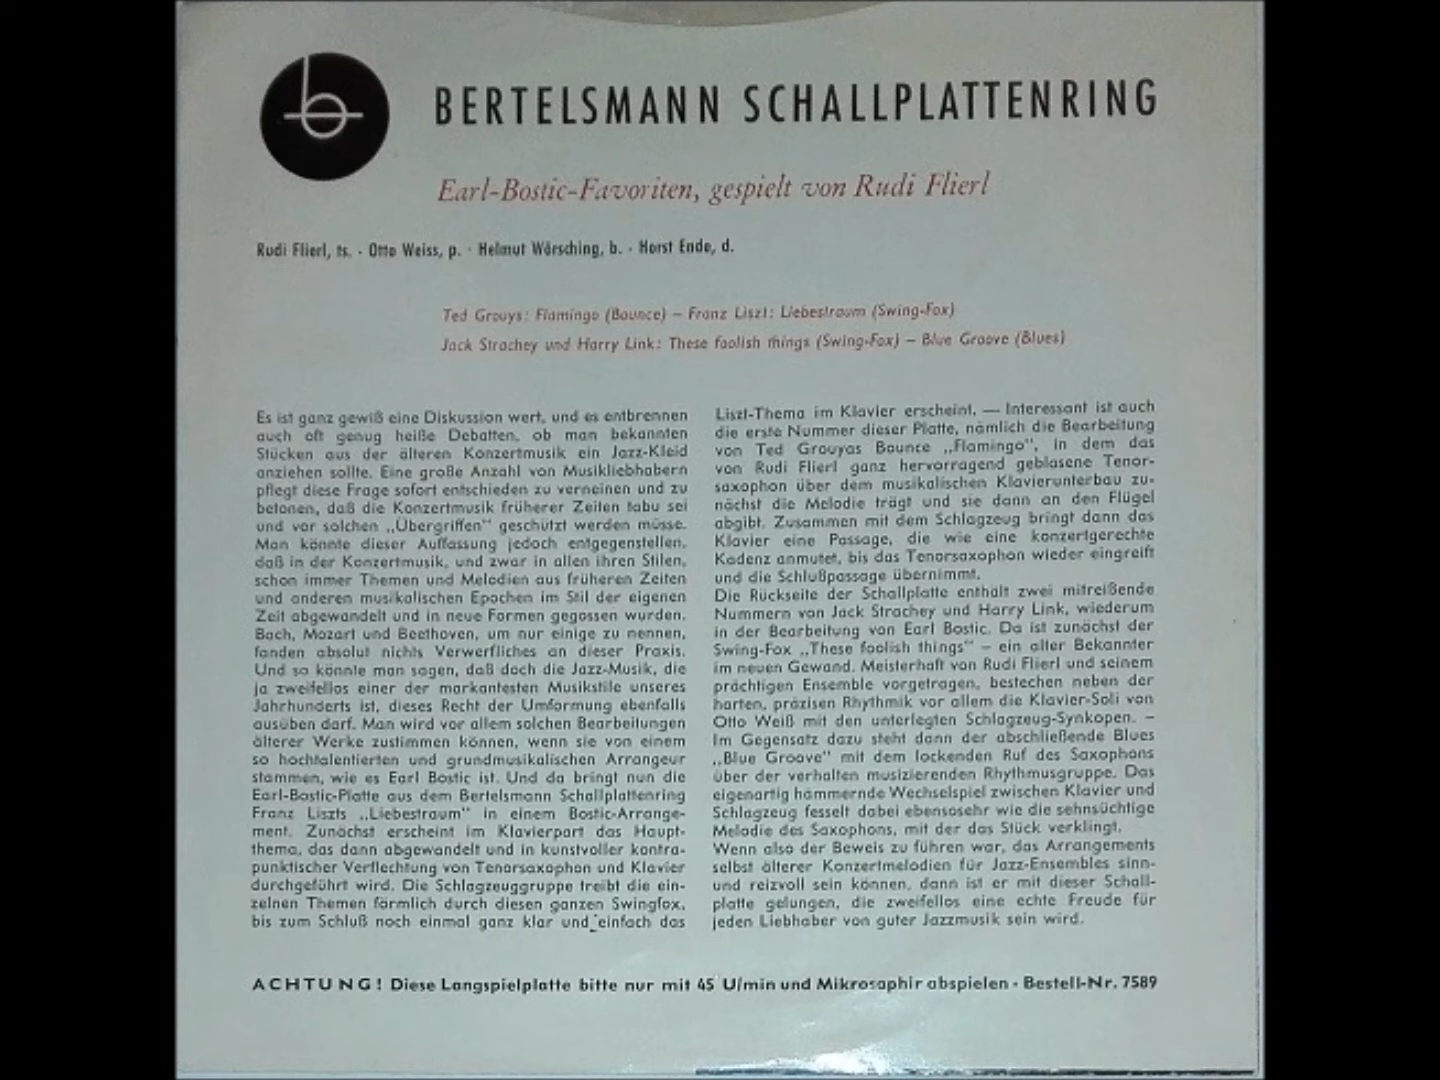 b
BERTELSMANN SCHALLPLATTENRING
Earl-Bostic-Favoriten, gespielt von Rudi Flierl
Rudi Flierl, ts. · Otto Weiss, p. · Helmut Wörsching, b. · Horst Ende, d.
Ted Grouys: Flamingo (Bounce) – Franz Liszt: Liebestraum (Swing-Fox)
Jack Strachey und Harry Link: These foolish things (Swing-Fox) – Blue Groove (Blues)
Es ist ganz gewiß eine Diskussion wert, und es entbrennen
auch oft genug heiße Debatten, ob man bekannten
Stücken aus der älteren Konzertmusik ein Jazz-Kleid
anziehen sollte. Eine große Anzahl von Musikliebhabern
pflegt diese Frage sofort entschieden zu verneinen und zu
betonen, daß die Konzertmusik früherer Zeiten tabu sei
und vor solchen „Übergriffen" geschützt werden müsse.
Man könnte dieser Auffassung jedoch entgegenstellen,
daß in der Konzertmusik, und zwar in allen ihren Stilen,
schon immer Themen und Melodien aus früheren Zeiten
und anderen musikalischen Epochen im Stil der eigenen
Zeit abgewandelt und in neue Formen gegossen wurden.
Bach, Mozart und Beethoven, um nur einige zu nennen,
fanden absolut nichts Verwerfliches an dieser Praxis.
Und so könnte man sagen, daß doch die Jazz-Musik, die
ja zweifellos einer der markantesten Musikstile unseres
Jahrhunderts ist, dieses Recht der Umformung ebenfalls
ausüben darf. Man wird vor allem solchen Bearbeitungen
älterer Werke zustimmen können, wenn sie von einem
so hochtalentierten und grundmusikalischen Arrangeur
stammen, wie es Earl Bostic ist. Und da bringt nun die
Earl-Bostic-Platte aus dem Bertelsmann Schallplattenring
Franz Liszts „Liebestraum" in einem Bostic-Arrange-
ment. Zunächst erscheint im Klavierpart das Haupt-
thema, das dann abgewandelt und in kunstvoller kontra-
punktischer Verflechtung von Tenorsaxophon und Klavier
durchgeführt wird. Die Schlagzeuggruppe treibt die ein-
zelnen Themen förmlich durch diesen ganzen Swingfox,
bis zum Schluß noch einmal ganz klar und einfach das
Liszt-Thema im Klavier erscheint. — Interessant ist auch
die erste Nummer dieser Platte, nämlich die Bearbeitung
von Ted Grouyas Bounce „Flamingo", in dem das
von Rudi Flierl ganz hervorragend geblasene Tenor-
saxophon über dem musikalischen Klavierunterbau zu-
nächst die Melodie trägt und sie dann an den Flügel
abgibt. Zusammen mit dem Schlagzeug bringt dann das
Klavier eine Passage, die wie eine konzertgerechte
Kadenz anmutet, bis das Tenorsaxophon wieder eingreift
und die Schlußpassage übernimmt.
Die Rückseite der Schallplatte enthält zwei mitreißende
Nummern von Jack Strachey und Harry Link, wiederum
in der Bearbeitung von Earl Bostic. Da ist zunächst der
Swing-Fox „These foolish things" – ein alter Bekannter
im neuen Gewand. Meisterhaft von Rudi Flierl und seinem
prächtigen Ensemble vorgetragen, bestechen neben der
harten, präzisen Rhythmik vor allem die Klavier-Soli von
Otto Weiß mit den unterlegten Schlagzeug-Synkopen. –
Im Gegensatz dazu steht dann der abschließende Blues
„Blue Groove" mit dem lockenden Ruf des Saxophons
über der verhalten musizierenden Rhythmusgruppe. Das
eigenartig hämmernde Wechselspiel zwischen Klavier und
Schlagzeug fesselt dabei ebensosehr wie die sehnsüchtige
Melodie des Saxophons, mit der das Stück verklingt.
Wenn also der Beweis zu führen war, das Arrangements
selbst älterer Konzertmelodien für Jazz-Ensembles sinn-
und reizvoll sein können, dann ist er mit dieser Schall-
platte gelungen, die zweifellos eine echte Freude für
jeden Liebhaber von guter Jazzmusik sein wird.
ACHTUNG! Diese Langspielplatte bitte nur mit 45 U/min und Mikrosaphir abspielen · Bestell-Nr. 7589